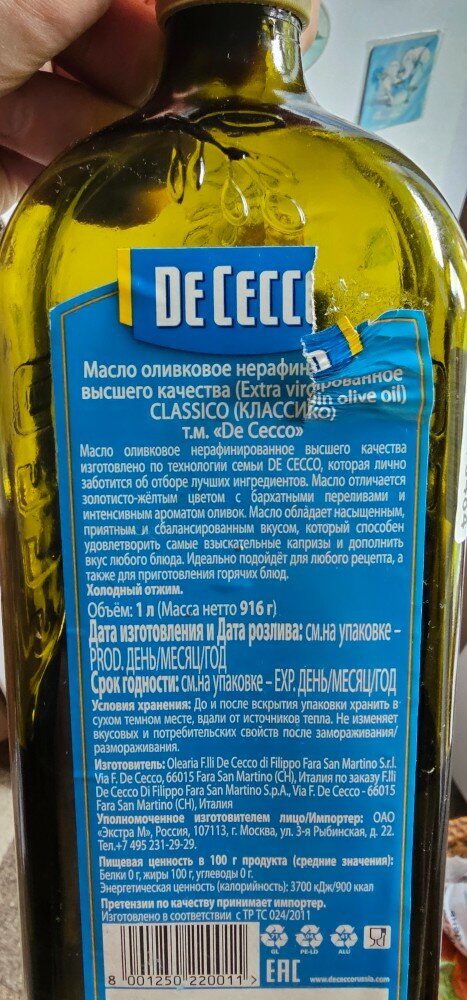 DE CECC
Масло оливковое нерафинированное
высшего качества (Extra virgin olive oil)
CLASSICO (КЛАССИКО)
т.м. «De Cecco»
Масло оливковое нерафинированное высшего качества
изготовлено по технологии семьи DE CECCO, которая лично
заботится об отборе лучших ингредиентов. Масло отличается
золотисто-жёлтым цветом с бархатными переливами и
интенсивным ароматом оливок. Масло обладает насыщенным,
приятным и сбалансированным вкусом, который способен
удовлетворить самые взыскательные капризы и дополнить
вкус любого блюда. Идеально подойдёт для любого рецепта, а
также для приготовления горячих блюд.
Холодный отжим.
Объём: 1 л (Масса нетто 916 г)
Дата изготовления и Дата розлива: см.на упаковке –
PROD. ДЕНЬ/МЕСЯЦ/ГОД
Срок годности: см.на упаковке – EXP. ДЕНЬ/МЕСЯЦ/ГОД
Условия хранения: До и после вскрытия упаковки хранить в
сухом темном месте, вдали от источников тепла. Не изменяет
вкусовых и потребительских свойств после замораживания/
размораживания.
Изготовитель: Olearia F.lli De Cecco di Filippo Fara San Martino S.r.l.
Via F. De Cecco, 66015 Fara San Martino (CH), Италия по заказу F.lli
De Cecco Di Filippo Fara San Martino S.p.A., Via F. De Cecco - 66015
Fara San Martino (CH), Италия
Уполномоченное изготовителем лицо/Импортер: ОАО
«Экстра М», Россия, 107113, г. Москва, ул. 3-я Рыбинская, д. 22.
Тел.+7 495 231-29-29.
Пищевая ценность в 100 г продукта (средние значения):
Белки 0 г, жиры 100 г, углеводы 0 г.
Энергетическая ценность (калорийность): 3700 кДж/900 ккал
Претензии по качеству принимает импортер.
Изготовлено в соответствии с ТР ТС 024/2011
71 GL
04 PE-LD
41 ALU
8 001250 220011 >
EAC www.dececcorussia.com